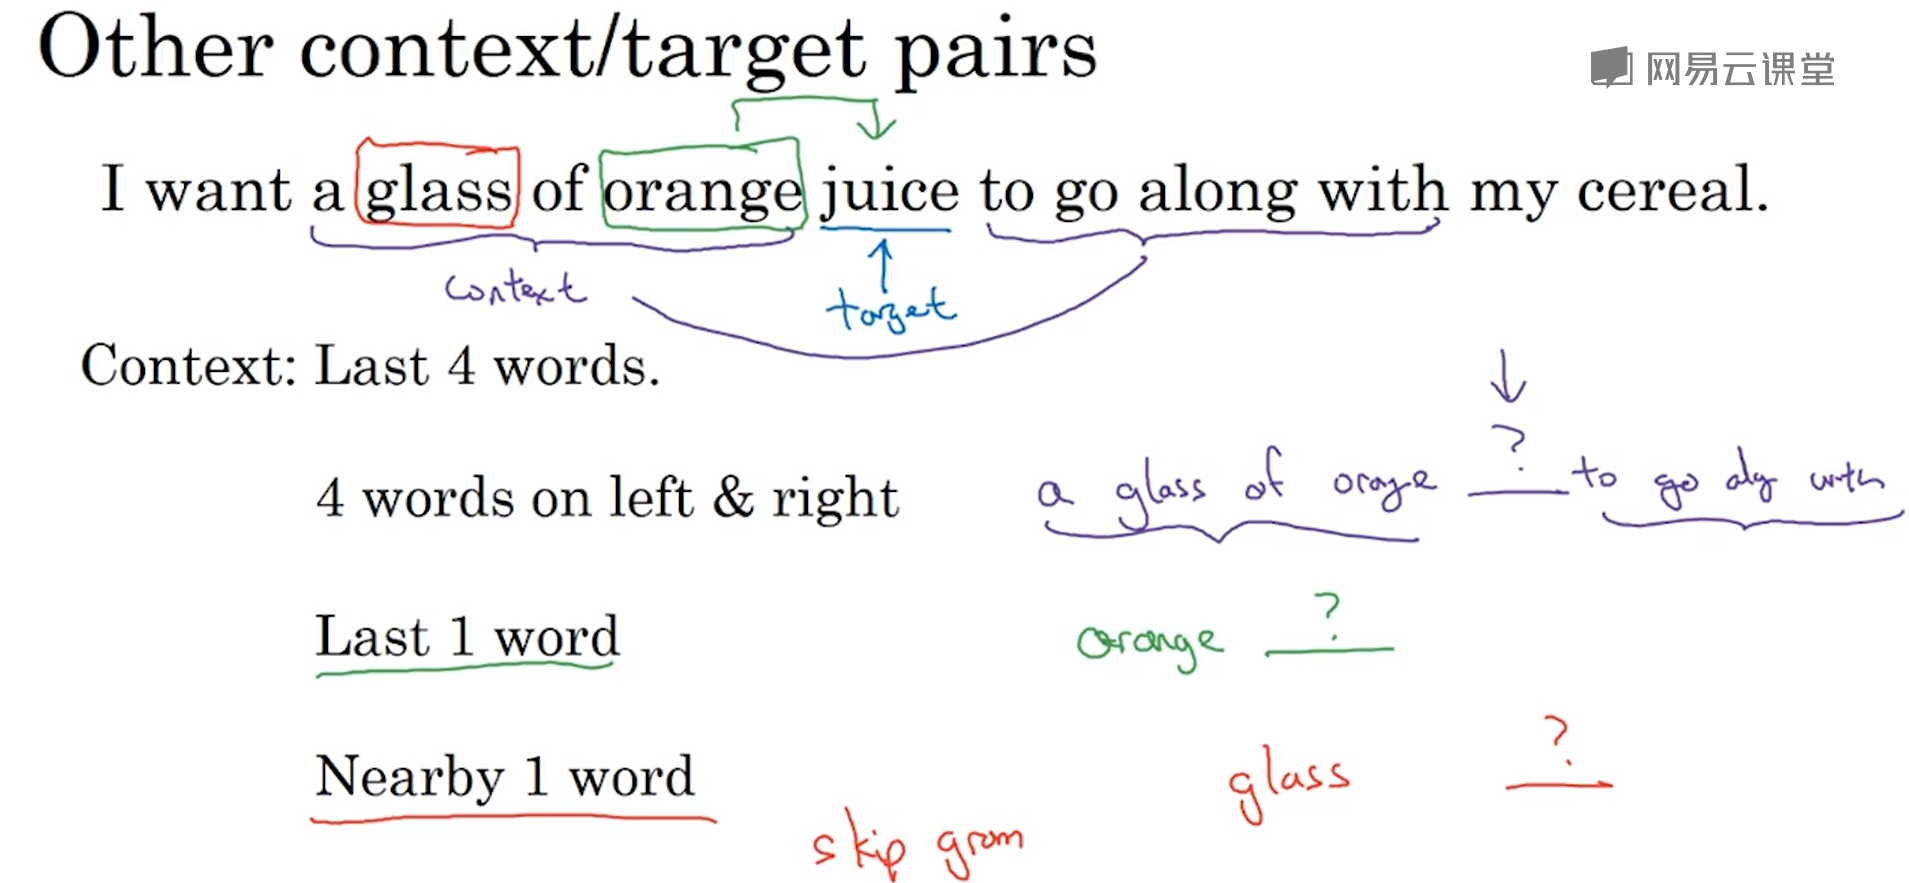 Other context/target pairs
网易云课堂
I want a glass of orange juice to go along with my cereal.
context
target
Context: Last 4 words.
?
4 words on left & right
a glass of orange to go alg with
Last 1 word
orange ?
Nearby 1 word
glass ?
skip gram